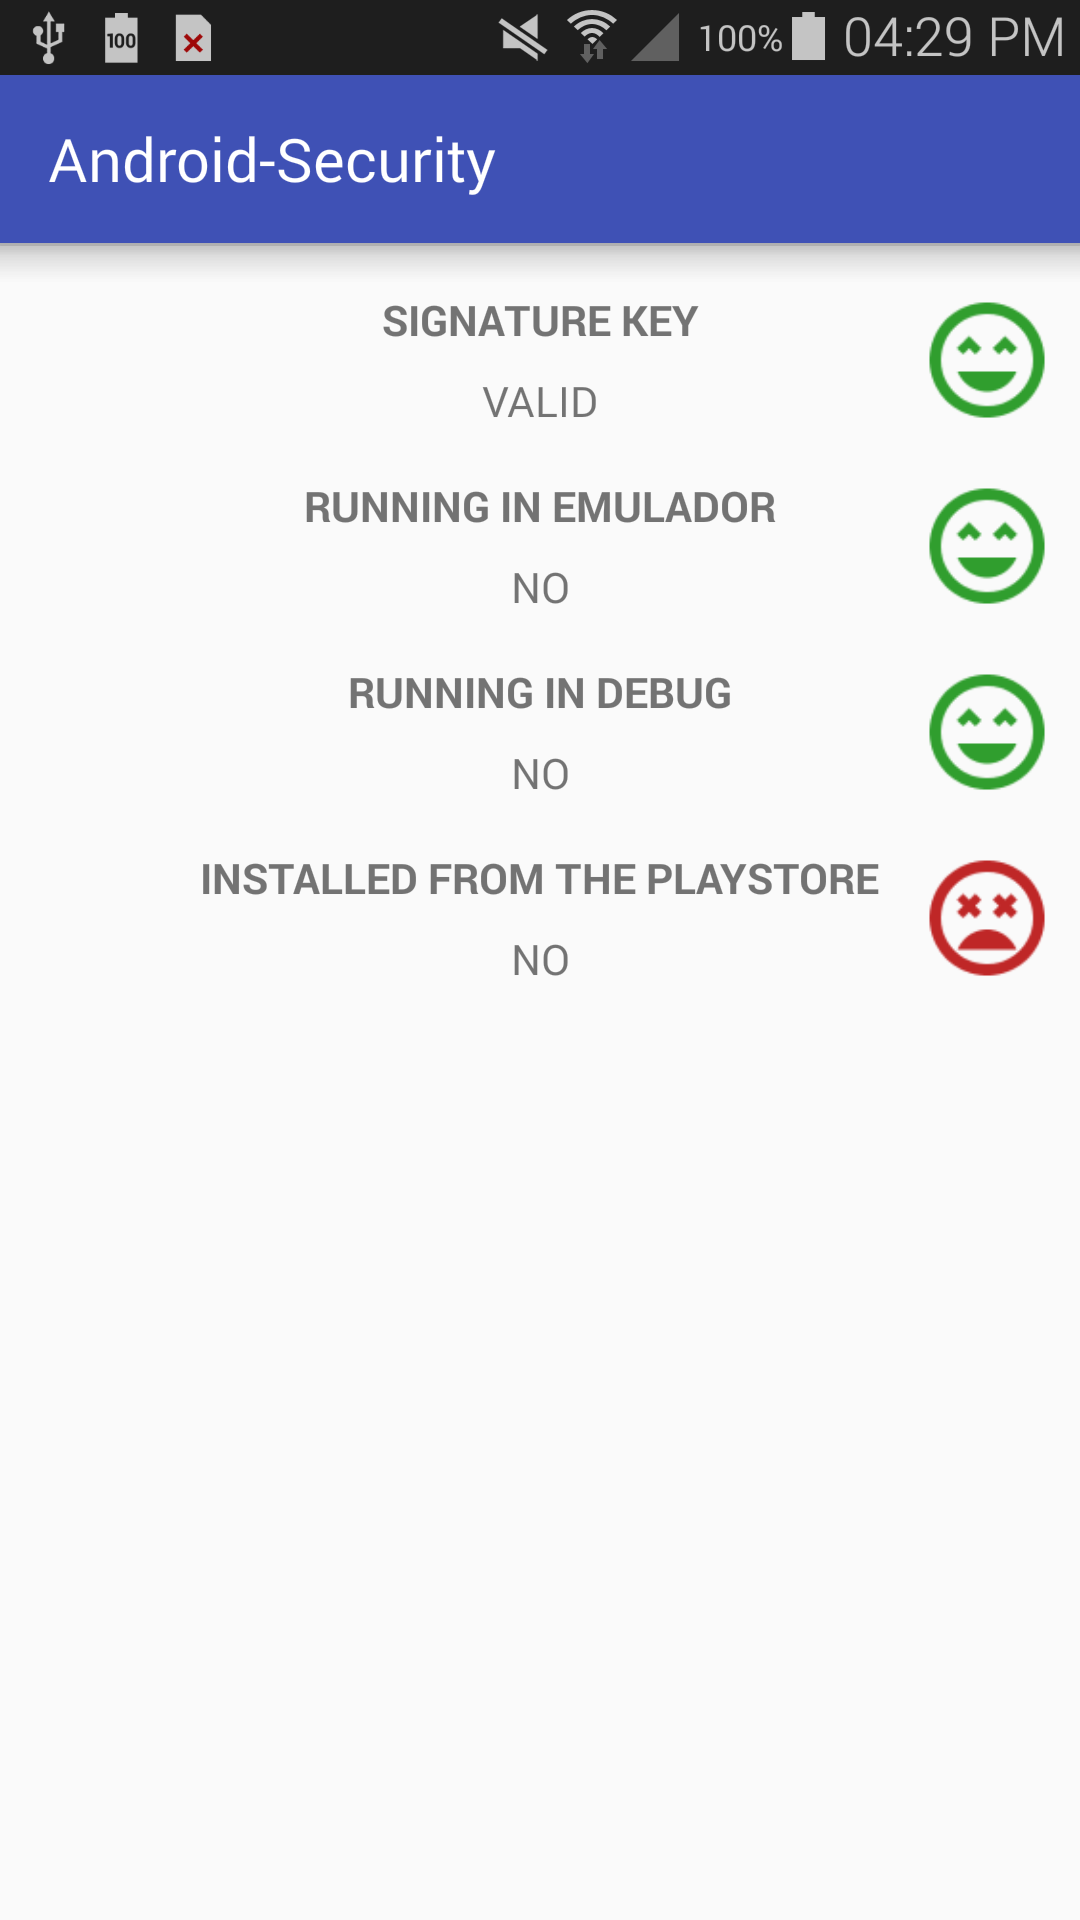 100 100% 04:29 PM
Android-Security
SIGNATURE KEY
VALID
RUNNING IN EMULADOR
NO
RUNNING IN DEBUG
NO
INSTALLED FROM THE PLAYSTORE
NO